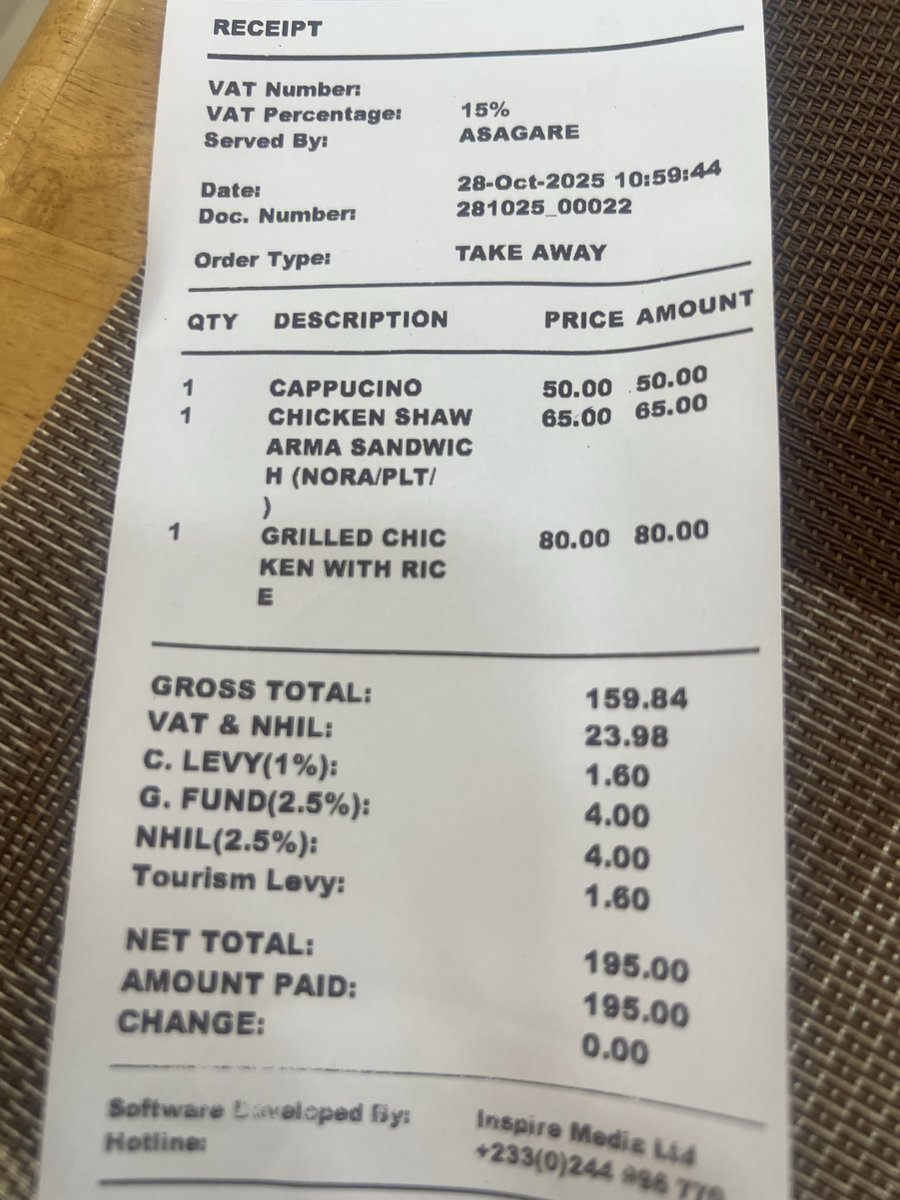 RECEIPT
VAT Number:
VAT Percentage: 15%
Served By: ASAGARE
Date: 28-Oct-2025 10:59:44
Doc. Number: 281025_00022
Order Type: TAKE AWAY
QTY DESCRIPTION PRICE AMOUNT
1 CAPPUCINO 50.00 50.00
1 CHICKEN SHAW 65.00 65.00
ARMA SANDWIC
H (NORA/PLT/
)
1 GRILLED CHIC 80.00 80.00
KEN WITH RIC
E
GROSS TOTAL: 159.84
VAT & NHIL: 23.98
C. LEVY(1%): 1.60
G. FUND(2.5%): 4.00
NHIL(2.5%): 4.00
Tourism Levy: 1.60
NET TOTAL: 195.00
AMOUNT PAID: 195.00
CHANGE: 0.00
Software Developed By: Inspire Media Ltd
Hotline: +233(0)244